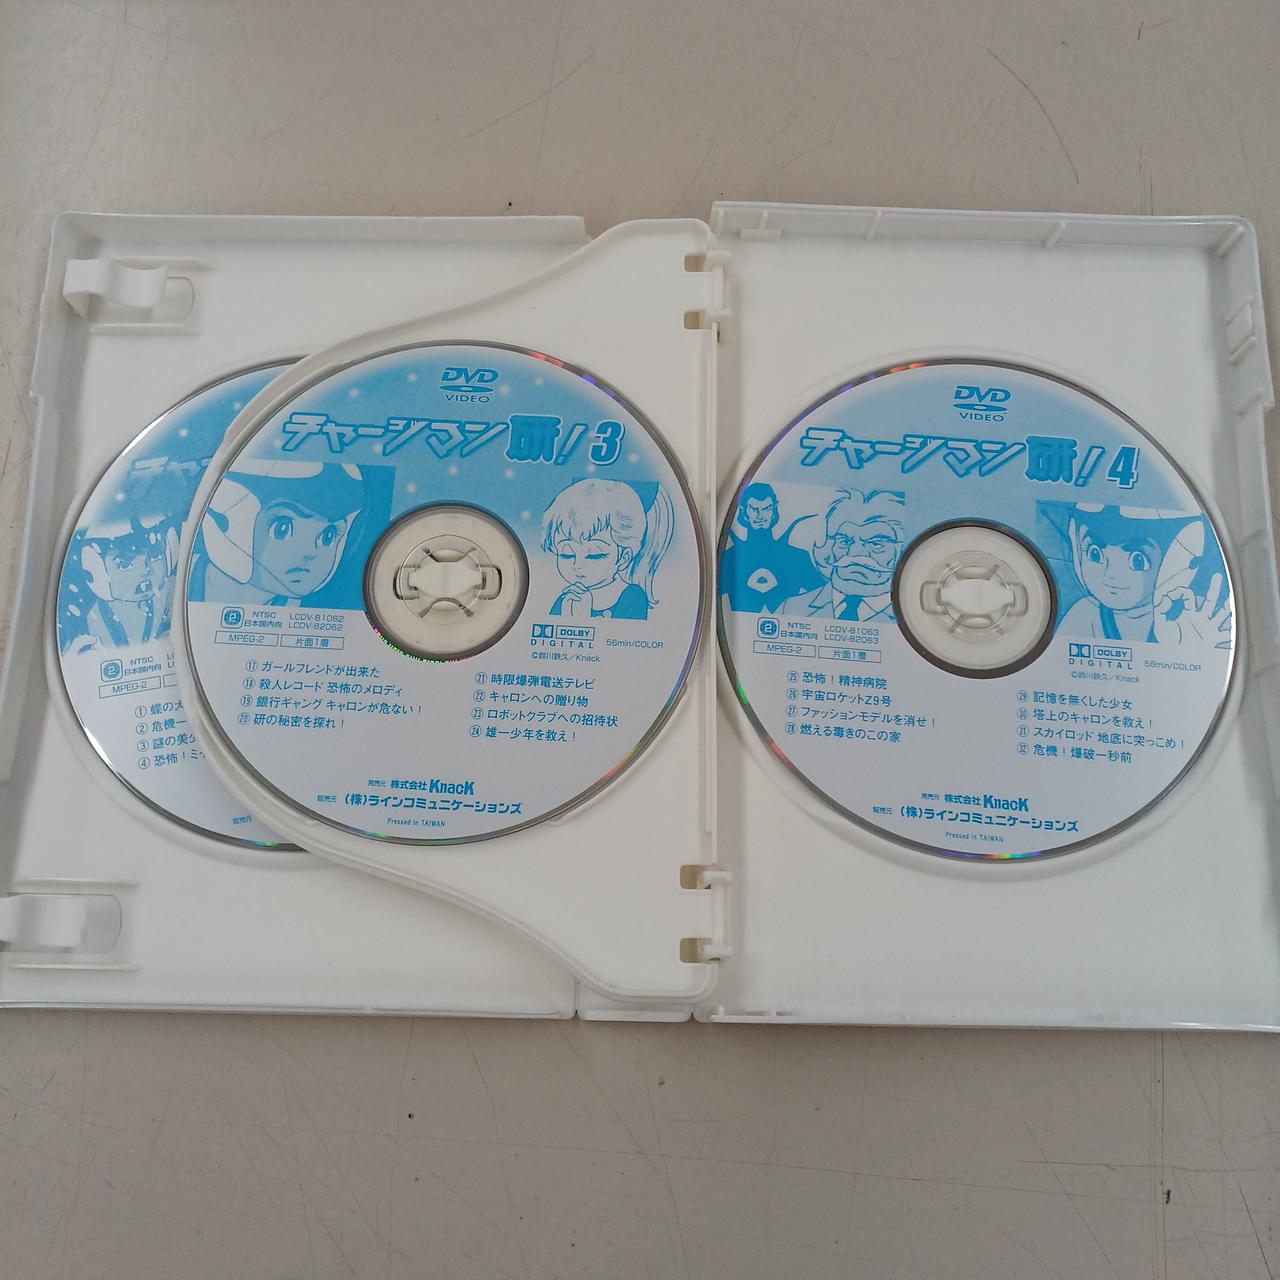 チャ
2
NTSC
日本国内向
MPEG-2
① 蝶の大
② 危機一
③ 謎の美少
④ 恐怖！ミイ
販売元
DVD
VIDEO
チャージマン研！3
2
NTSC
日本国内向
LCDV-81062
LCDV-82062
MPEG-2
片面1層
DOLBY
DIGITAL
56min/COLOR
©鈴川鉄久／Knack
⑰ ガールフレンドが出来た
⑱ 殺人レコード 恐怖のメロディ
⑲ 銀行ギャング キャロンが危ない！
⑳ 研の秘密を探れ！
㉑ 時限爆弾電送テレビ
㉒ キャロンへの贈り物
㉓ ロボットクラブへの招待状
㉔ 雄一少年を救え！
発売元 株式会社 KnacK
販売元 （株）ラインコミュニケーションズ
Pressed in TAIWAN
DVD
VIDEO
チャージマン研！4
2
NTSC
日本国内向
LCDV-81063
LCDV-82063
MPEG-2
片面1層
DOLBY
DIGITAL
56min/COLOR
©鈴川鉄久／Knack
㉕ 恐怖！精神病院
㉖ 宇宙ロケットZ9号
㉗ ファッションモデルを消せ！
㉘ 燃える毒きのこの家
㉙ 記憶を無くした少女
㉚ 塔上のキャロンを救え！
㉛ スカイロッド 地底に突っこめ！
㉜ 危機！爆破一秒前
発売元 株式会社 KnacK
販売元 （株）ラインコミュニケーションズ
Pressed in TAIWAN